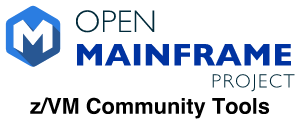 OPEN
MAINFRAME
PROJECT
z/VM Community Tools